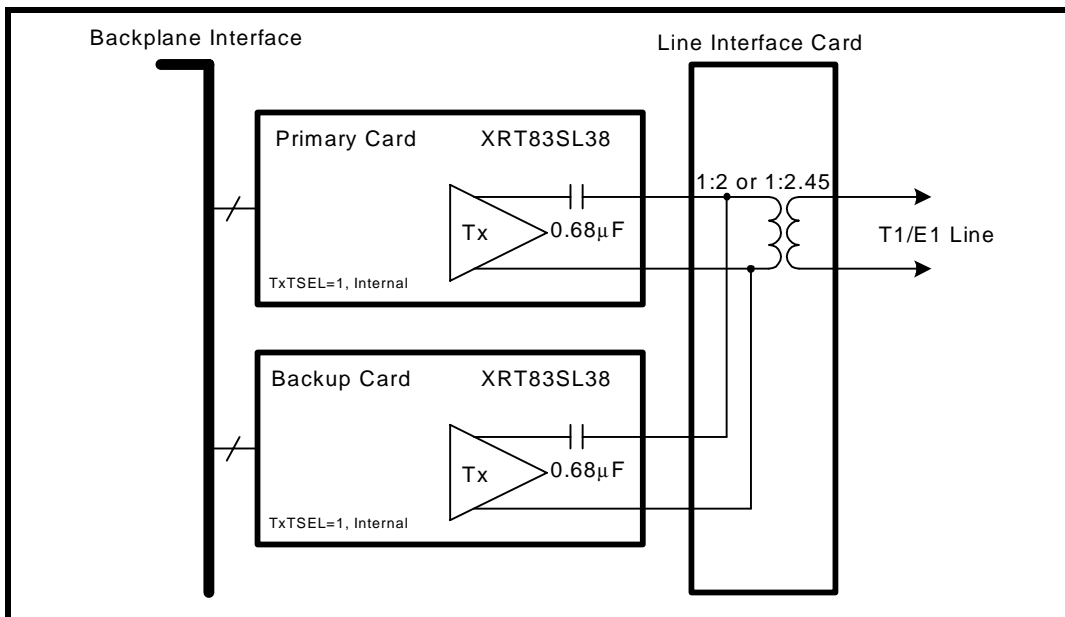 Backplane Interface
Line Interface Card
Primary Card XRT83SL38
1:2 or 1:2.45
Tx
0.68μF
T1/E1 Line
TxTSEL=1, Internal
Backup Card XRT83SL38
Tx
0.68μF
TxTSEL=1, Internal